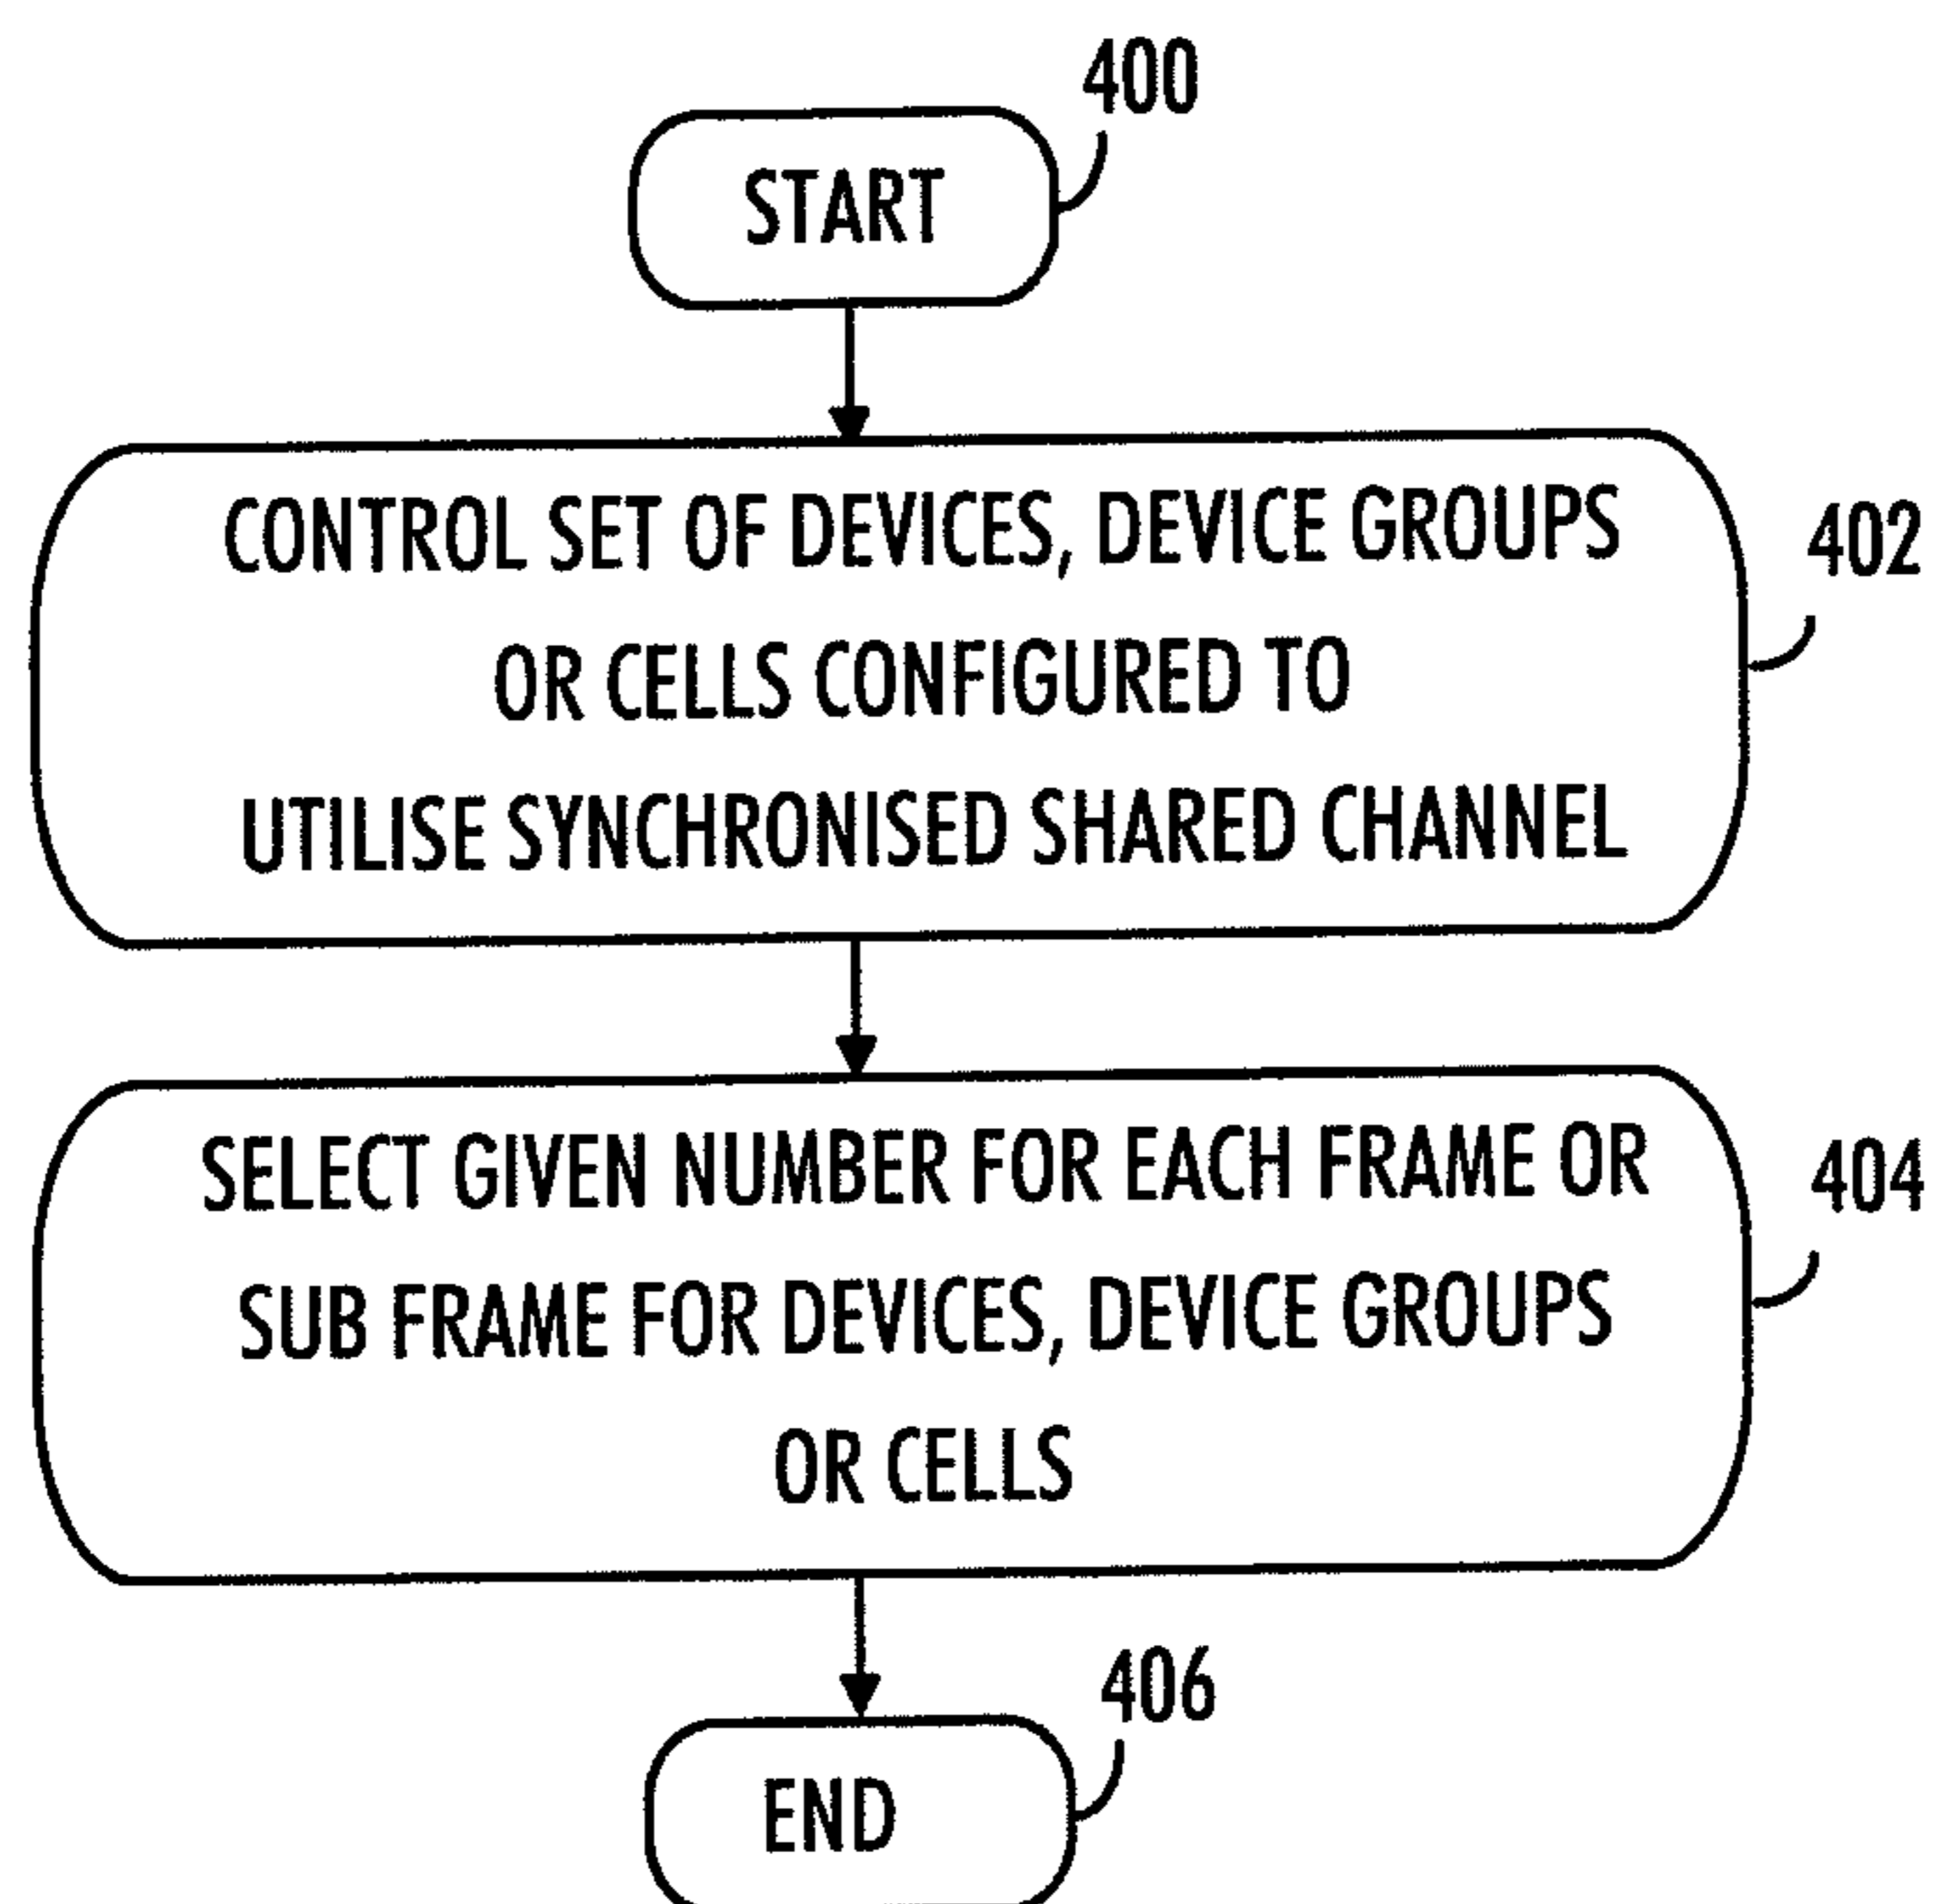 400
START
CONTROL SET OF DEVICES, DEVICE GROUPS
OR CELLS CONFIGURED TO
UTILISE SYNCHRONISED SHARED CHANNEL
402
SELECT GIVEN NUMBER FOR EACH FRAME OR
SUB FRAME FOR DEVICES, DEVICE GROUPS
OR CELLS
404
406
END